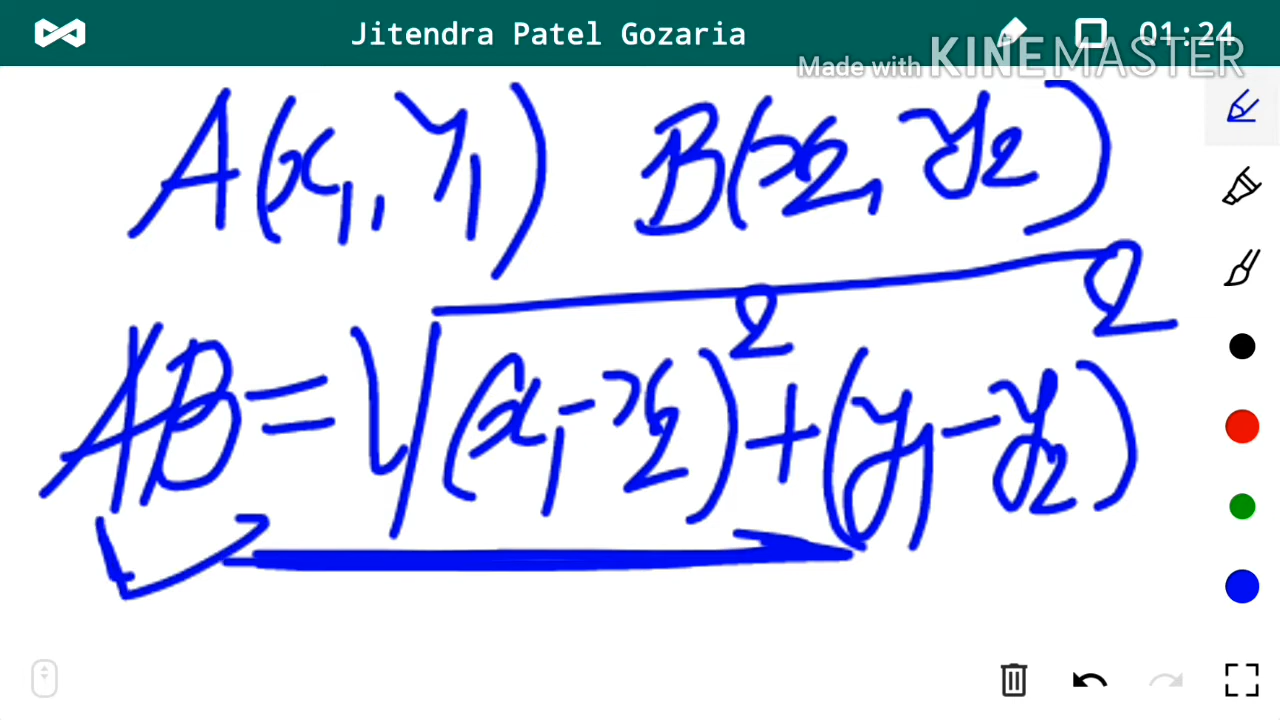 Jitendra Patel Gozaria
01:24
Made with KINEMASTER
A(x₁, y₁) B(x₂, y₂)
AB = √(x₁ - x₂)² + (y₁ - y₂)²